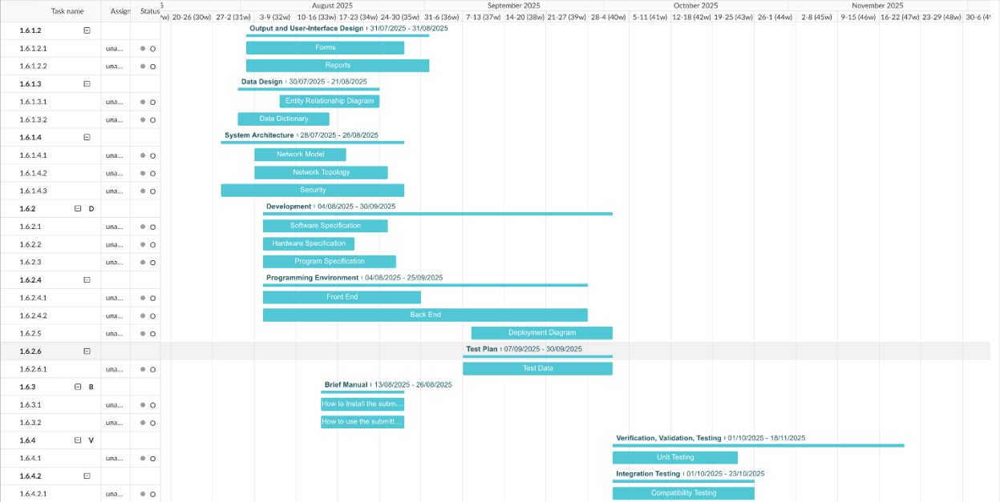 5 August 2025 September 2025 October 2025 November 2025
Task name Assign Status 20-26 (30w) 27-2 (31w) 3-9 (32w) 10-16 (33w) 17-23 (34w) 24-30 (35w) 31-6 (36w) 7-13 (37w) 14-20 (38w) 21-27 (39w) 28-4 (40w) 5-11 (41w) 12-18 (42w) 19-25 (43w) 26-1 (44w) 2-8 (45w) 9-15 (46w) 16-22 (47w) 23-29 (48w) 30-6
1.6.1.2 Output and User-Interface Design 31/07/2025 - 31/08/2025
1.6.1.2.1 una... Forms
1.6.1.2.2 una... Reports
1.6.1.3 Data Design 30/07/2025 - 21/08/2025
1.6.1.3.1 una... Entity Relationship Diagram
1.6.1.3.2 una... Data Dictionary
1.6.1.4 System Architecture 28/07/2025 - 26/08/2025
1.6.1.4.1 una... Network Model
1.6.1.4.2 una... Network Topology
1.6.1.4.3 una... Security
1.6.2 D Development 04/08/2025 - 30/09/2025
1.6.2.1 una... Software Specification
1.6.2.2 una... Hardware Specification
1.6.2.3 una... Program Specification
1.6.2.4 Programming Environment 04/08/2025 - 25/09/2025
1.6.2.4.1 una... Front End
1.6.2.4.2 una... Back End
1.6.2.5 una... Deployment Diagram
1.6.2.6 Test Plan 07/09/2025 - 30/09/2025
1.6.2.6.1 una... Test Data
1.6.3 B Brief Manual 13/08/2025 - 26/08/2025
1.6.3.1 una... How to Install the subm...
1.6.3.2 una... How to use the submitt...
1.6.4 V Verification, Validation, Testing 01/10/2025 - 18/11/2025
1.6.4.1 una... Unit Testing
1.6.4.2 Integration Testing 01/10/2025 - 23/10/2025
1.6.4.2.1 una... Compatibility Testing